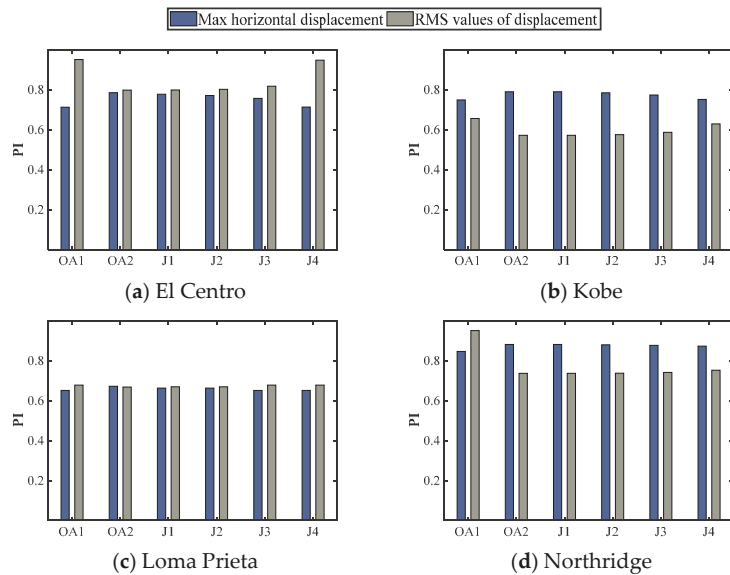 Max horizontal displacement RMS values of displacement
PI
0.8
0.6
0.4
0.2
OA1 OA2 J1 J2 J3 J4
(a) El Centro
PI
0.8
0.6
0.4
0.2
OA1 OA2 J1 J2 J3 J4
(b) Kobe
PI
0.8
0.6
0.4
0.2
OA1 OA2 J1 J2 J3 J4
(c) Loma Prieta
PI
0.8
0.6
0.4
0.2
OA1 OA2 J1 J2 J3 J4
(d) Northridge